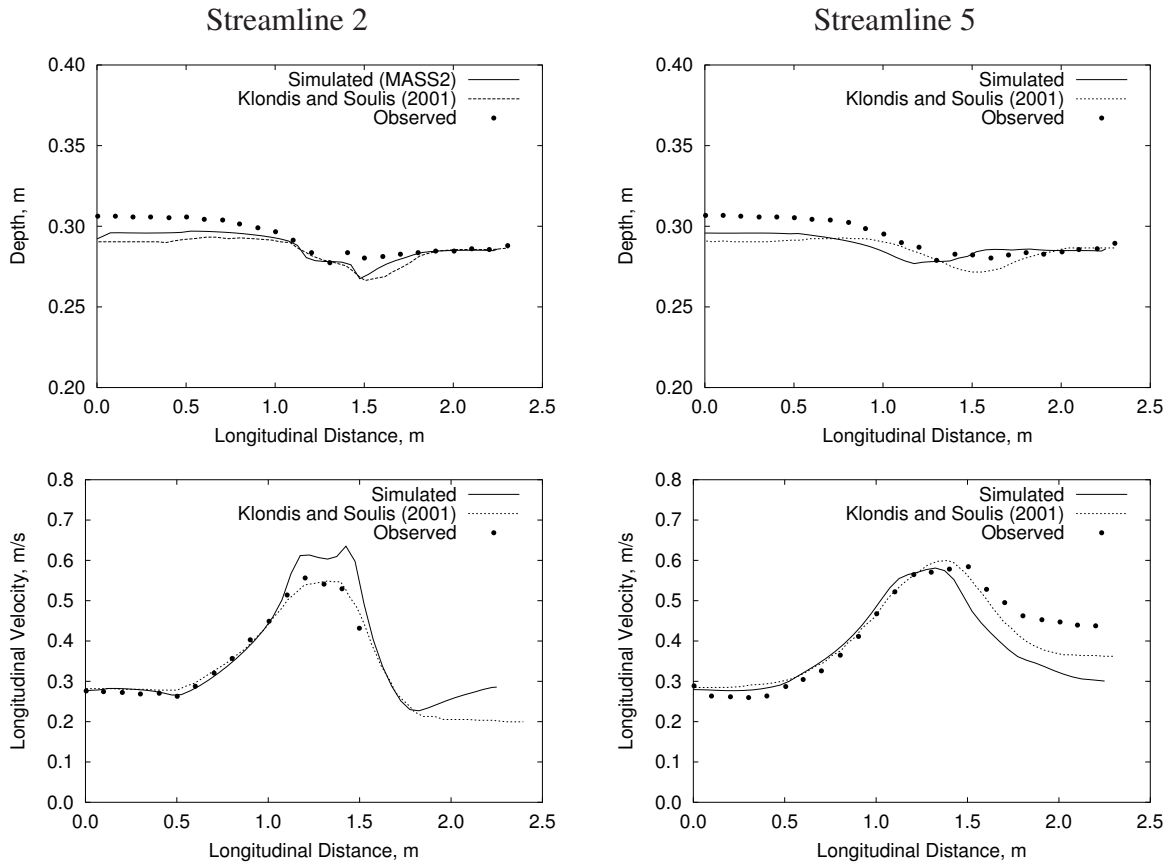 Streamline 2
Streamline 5
0.40
0.35
0.30
0.25
0.20
Depth, m
Simulated (MASS2)
Klondis and Soulis (2001)
Observed
0.0 0.5 1.0 1.5 2.0 2.5
Longitudinal Distance, m
0.40
0.35
0.30
0.25
0.20
Depth, m
Simulated
Klondis and Soulis (2001)
Observed
0.0 0.5 1.0 1.5 2.0 2.5
Longitudinal Distance, m
0.8
0.7
0.6
0.5
0.4
0.3
0.2
0.1
0.0
Longitudinal Velocity, m/s
Simulated
Klondis and Soulis (2001)
Observed
0.0 0.5 1.0 1.5 2.0 2.5
Longitudinal Distance, m
0.8
0.7
0.6
0.5
0.4
0.3
0.2
0.1
0.0
Longitudinal Velocity, m/s
Simulated
Klondis and Soulis (2001)
Observed
0.0 0.5 1.0 1.5 2.0 2.5
Longitudinal Distance, m